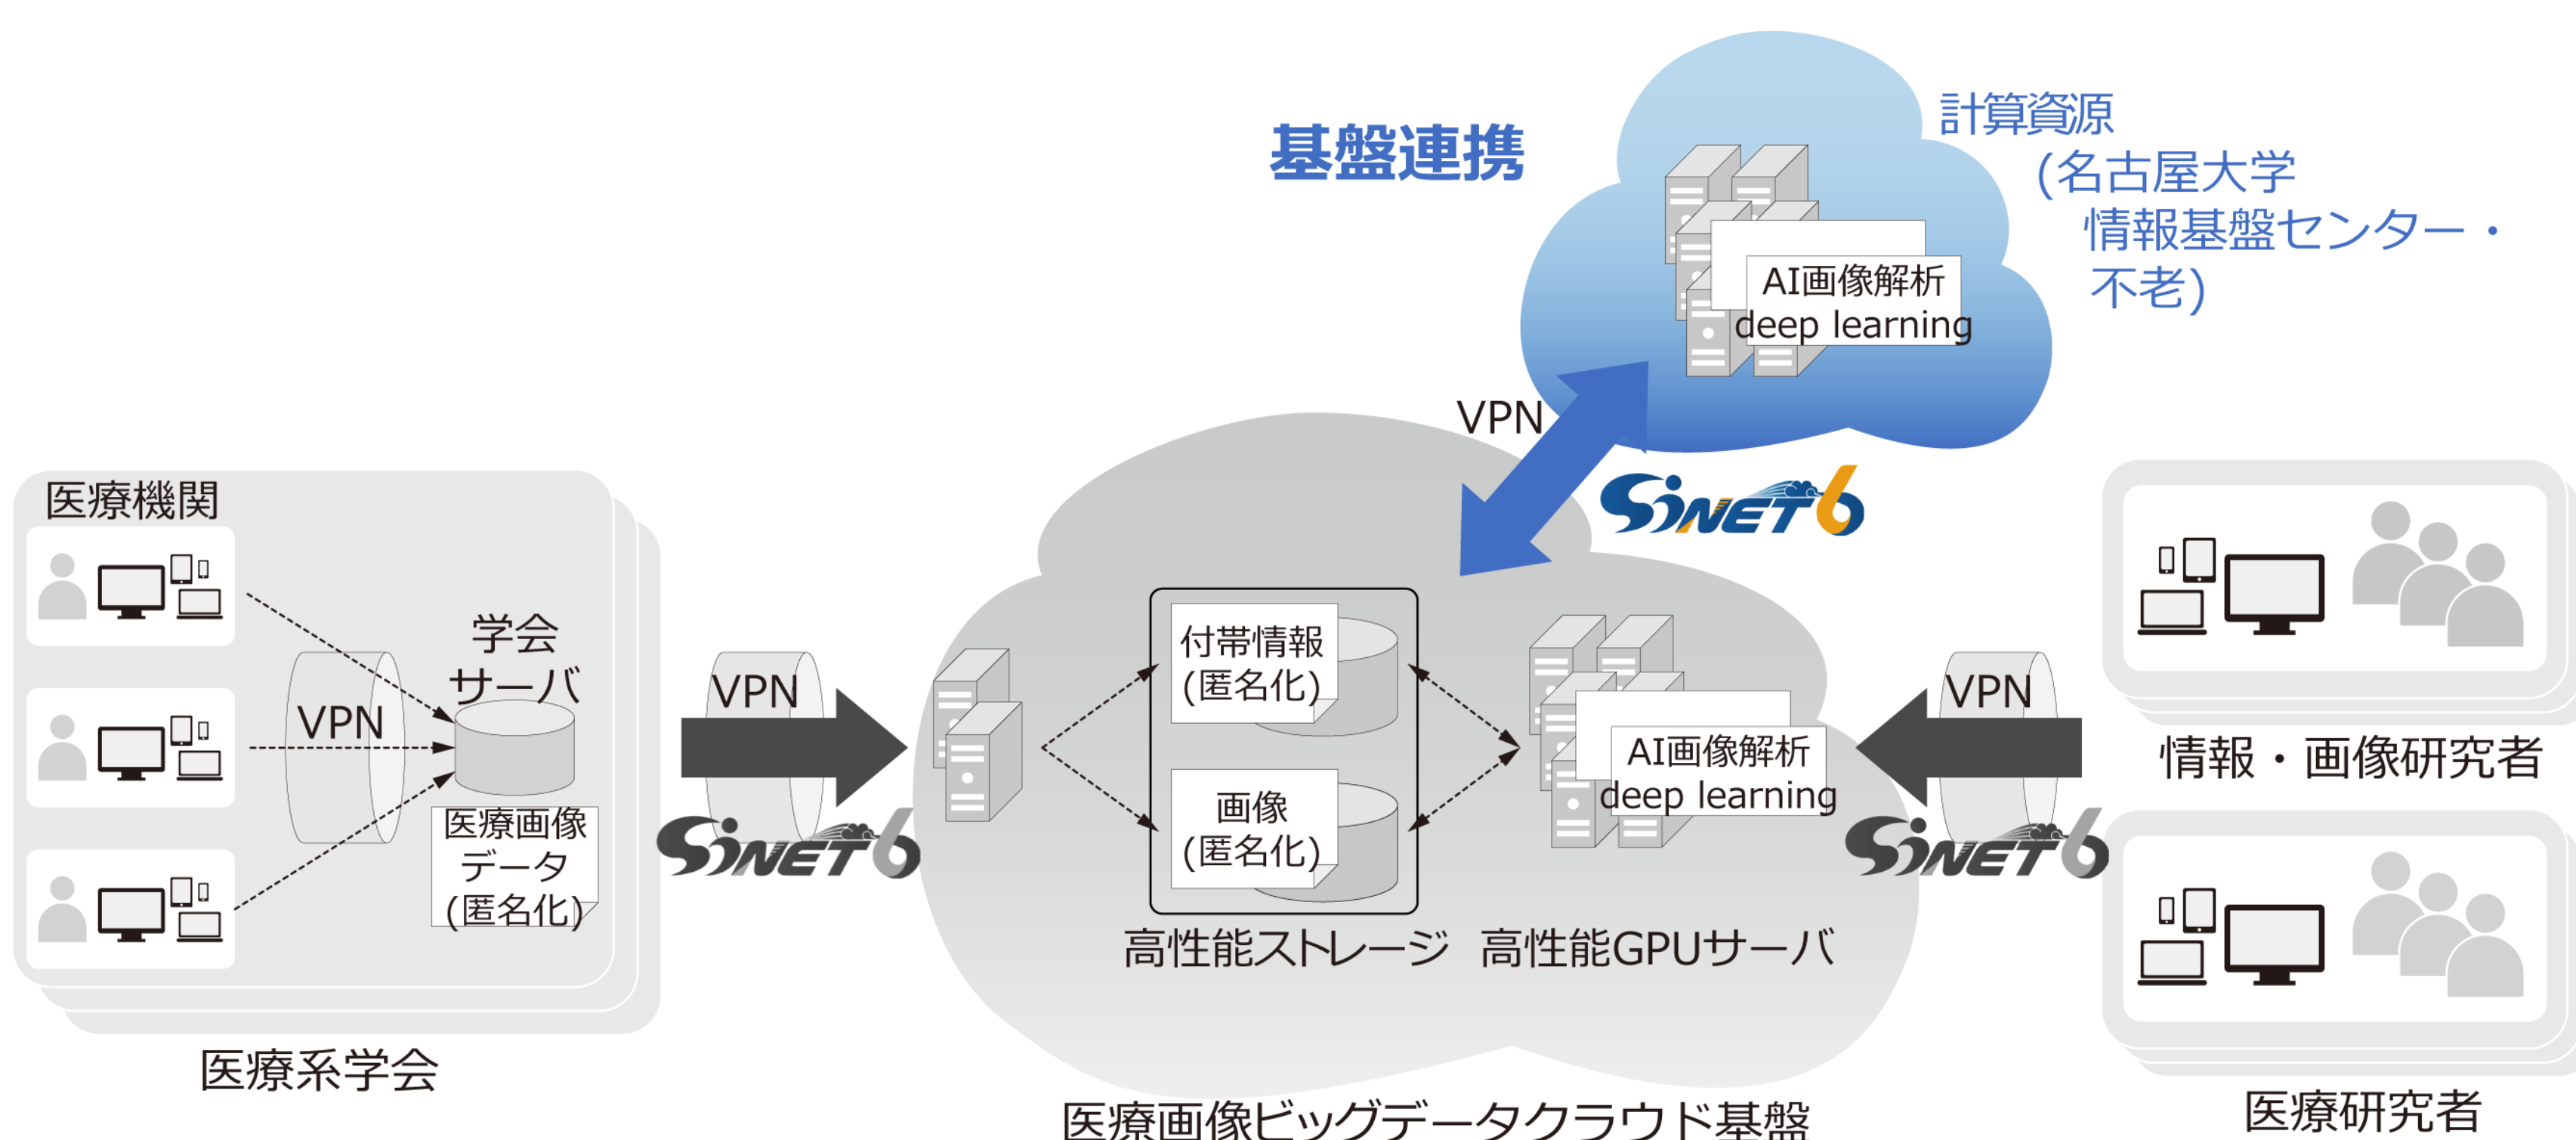 基盤連携
計算資源
(名古屋大学
情報基盤センター・
不老)
AI画像解析
deep learning
VPN
SINET6
医療機関
学会
サーバ
VPN
医療画像
データ
(匿名化)
医療系学会
VPN
SINET6
付帯情報
(匿名化)
画像
(匿名化)
高性能ストレージ
AI画像解析
deep learning
高性能GPUサーバ
医療画像ビッグデータクラウド基盤
VPN
SINET6
情報・画像研究者
医療研究者